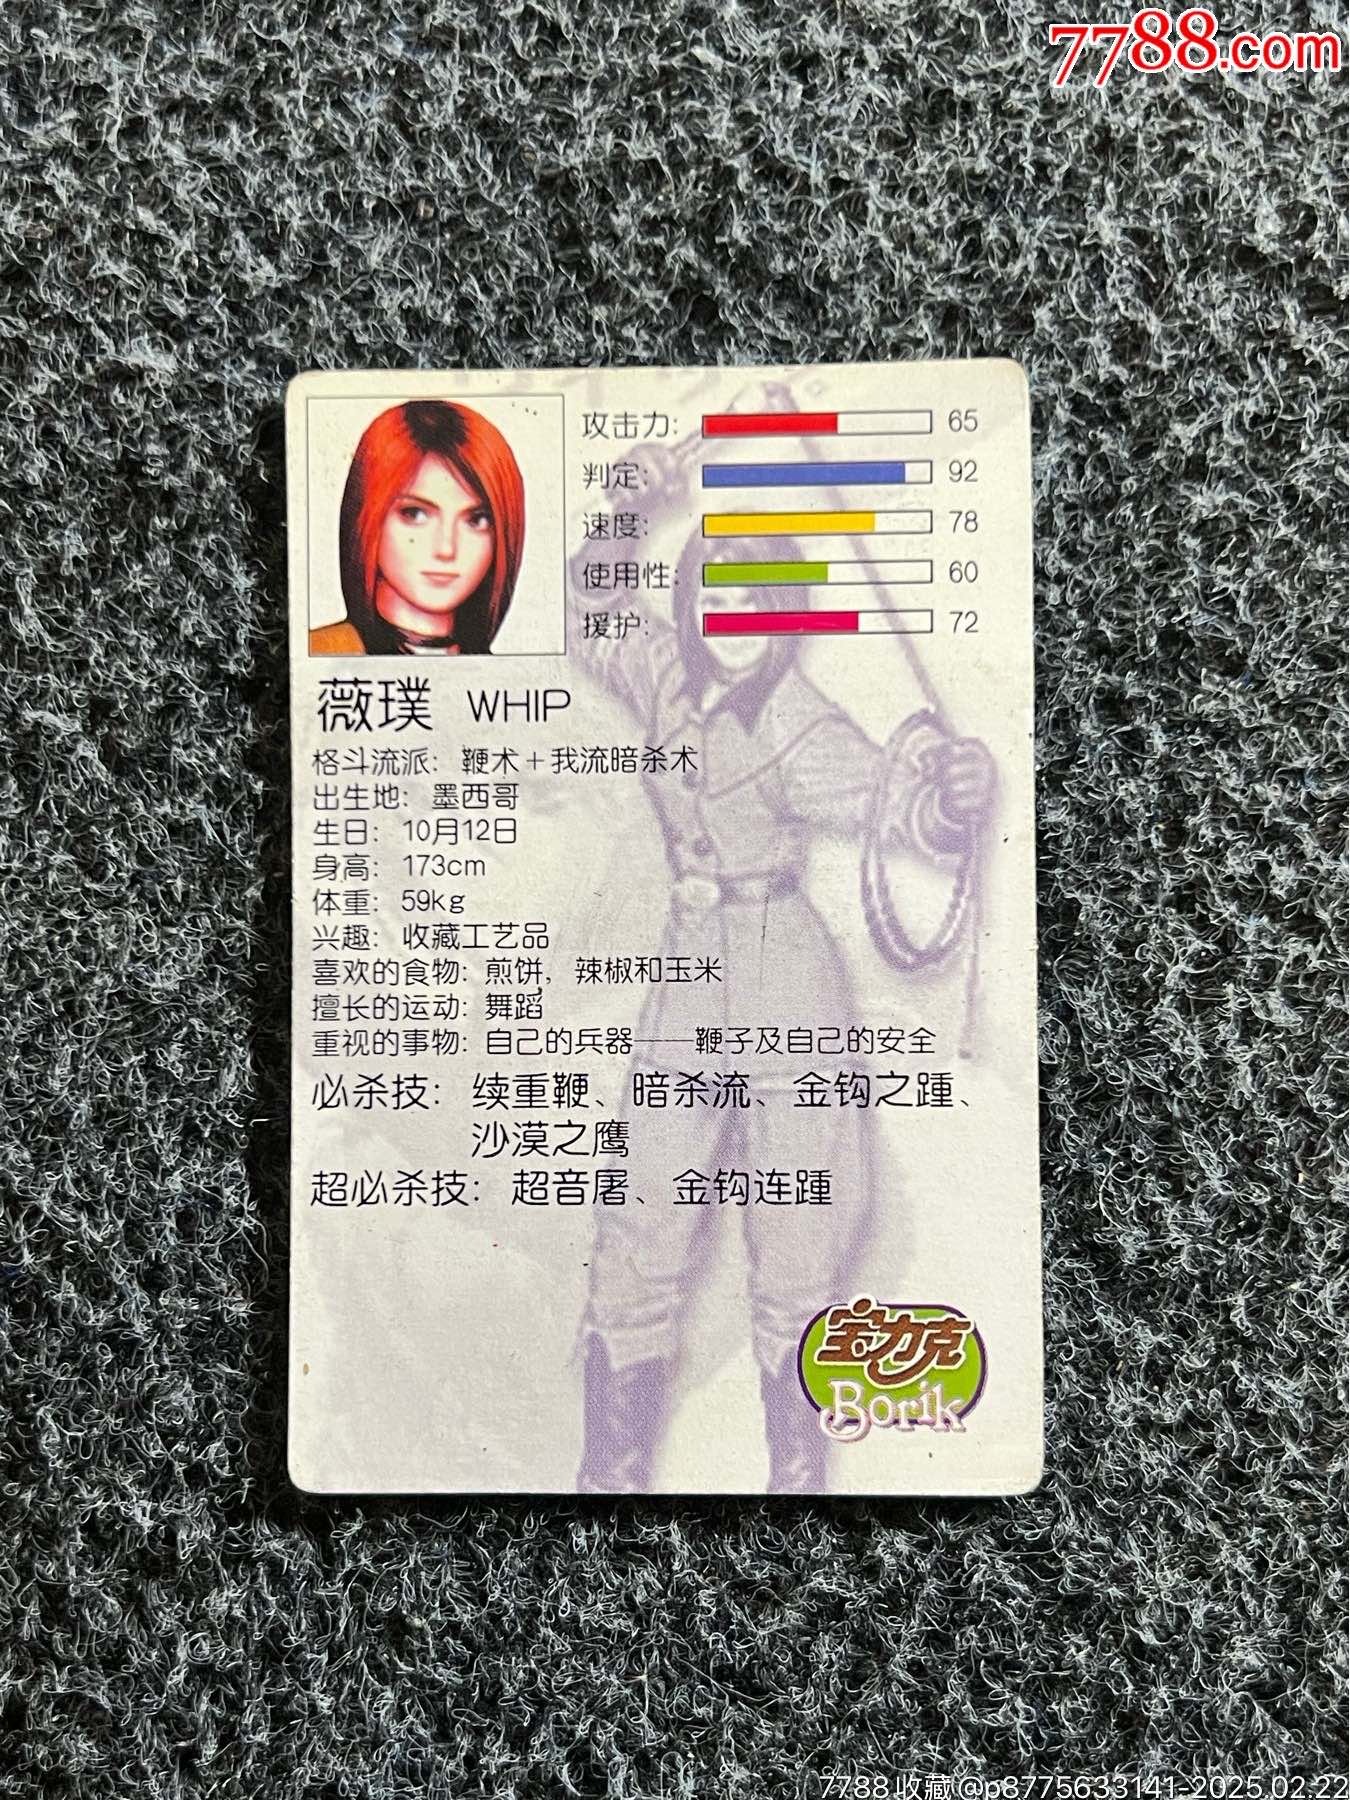 7788.com
攻击力: 65
判定: 92
速度: 78
使用性: 60
援护: 72
薇璞 WHIP
格斗流派: 鞭术+我流暗杀术
出生地: 墨西哥
生日: 10月12日
身高: 173cm
体重: 59kg
兴趣: 收藏工艺品
喜欢的食物: 煎饼, 辣椒和玉米
擅长的运动: 舞蹈
重视的事物: 自己的兵器——鞭子及自己的安全
必杀技: 续重鞭、暗杀流、金钩之踵、
沙漠之鹰
超必杀技: 超音屠、金钩连踵
宝力克
Borik
7788收藏@p8775633141-2025.02.22